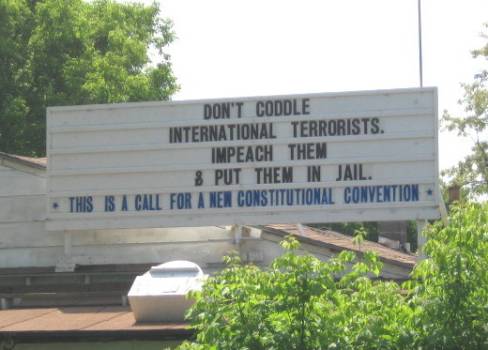 DON'T CODDLE
INTERNATIONAL TERRORISTS.
IMPEACH THEM
& PUT THEM IN JAIL.
* THIS IS A CALL FOR A NEW CONSTITUTIONAL CONVENTION *